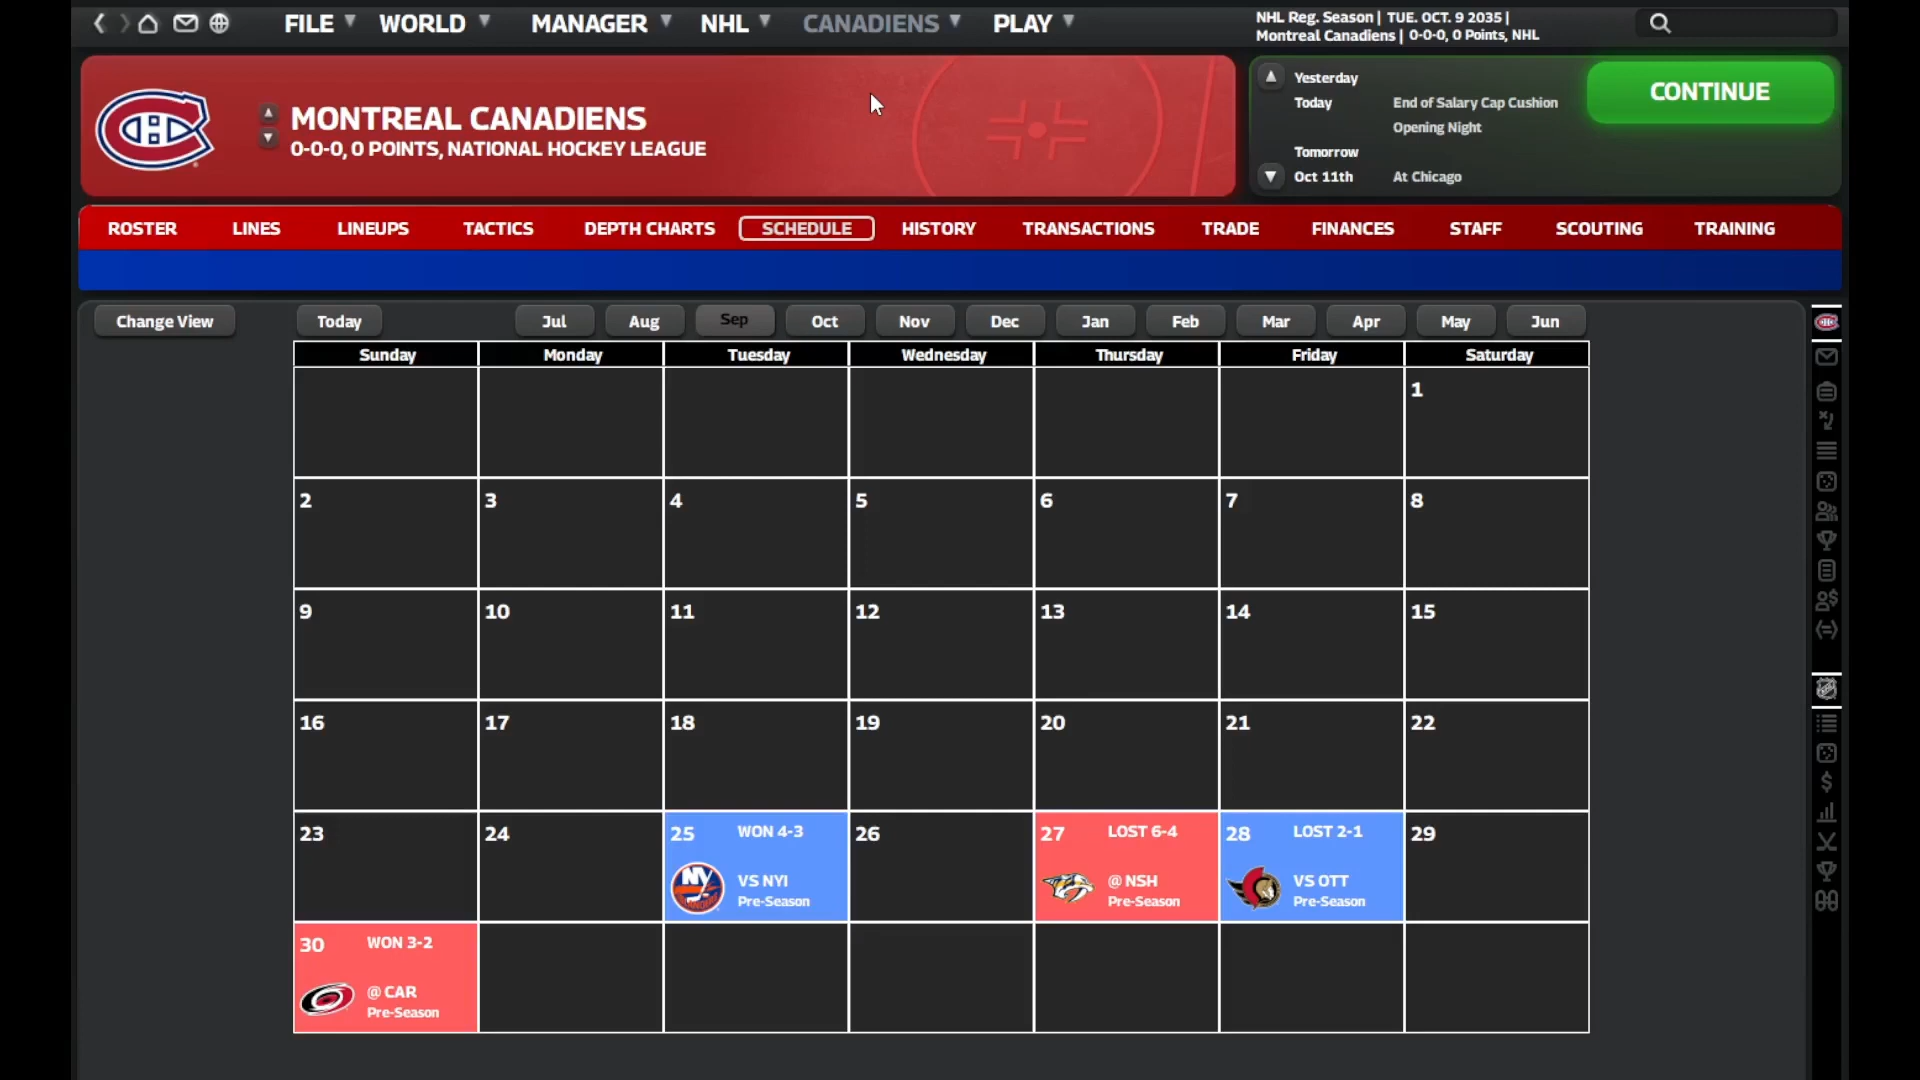 FILE WORLD MANAGER NHL CANADIENS PLAY
NHL Reg. Season | TUE. OCT. 9 2035 |
Montreal Canadiens | 0-0-0, 0 Points, NHL
MONTREAL CANADIENS
0-0-0, 0 POINTS, NATIONAL HOCKEY LEAGUE
Yesterday
Today End of Salary Cap Cushion
Opening Night
Tomorrow
Oct 11th At Chicago
CONTINUE
ROSTER LINES LINEUPS TACTICS DEPTH CHARTS SCHEDULE HISTORY TRANSACTIONS TRADE FINANCES STAFF SCOUTING TRAINING
Change View Today Jul Aug Sep Oct Nov Dec Jan Feb Mar Apr May Jun
Sunday Monday Tuesday Wednesday Thursday Friday Saturday
1
2 3 4 5 6 7 8
9 10 11 12 13 14 15
16 17 18 19 20 21 22
23 24 25 WON 4-3 26 27 LOST 6-4 28 LOST 2-1 29
NY VS NYI @ NSH VS OTT
Pre-Season Pre-Season Pre-Season
30 WON 3-2
@ CAR
Pre-Season